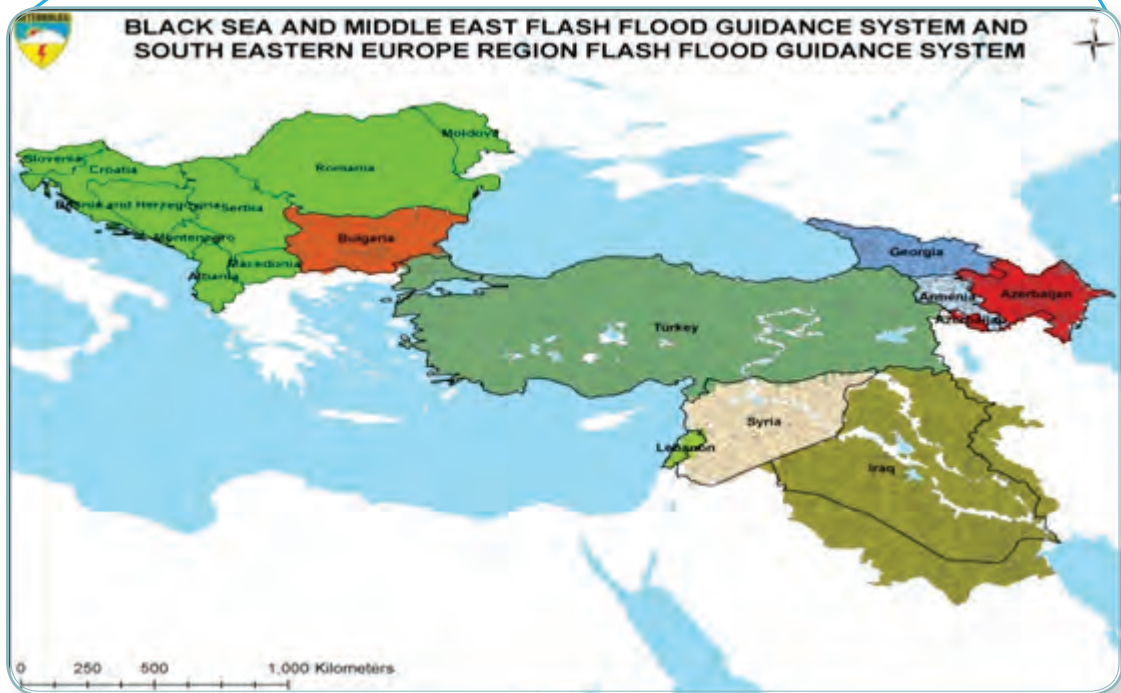 BLACK SEA AND MIDDLE EAST FLASH FLOOD GUIDANCE SYSTEM AND
SOUTH EASTERN EUROPE REGION FLASH FLOOD GUIDANCE SYSTEM
Moldova
Slovenia
Croatia
Romania
Bosnia and Herzegovina
Serbia
Montenegro
Bulgaria
Macedonia
Albania
Georgia
Armenia
Azerbaijan
Azerbaijan
Turkey
Syria
Lebanon
Iraq
0 250 500 1,000 Kilometers